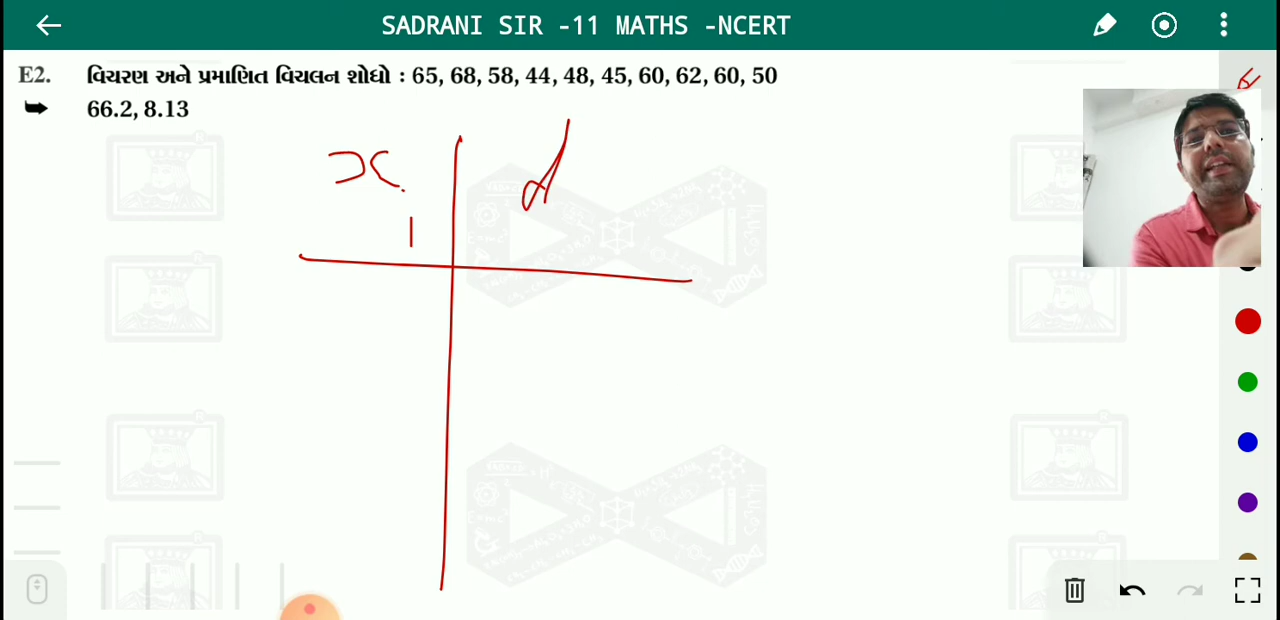 SADRANI SIR -11 MATHS -NCERT
E2. વિચરણ અને પ્રમાણિત વિચલન શોધો : 65, 68, 58, 44, 48, 45, 60, 62, 60, 50
➥ 66.2, 8.13
x d
1